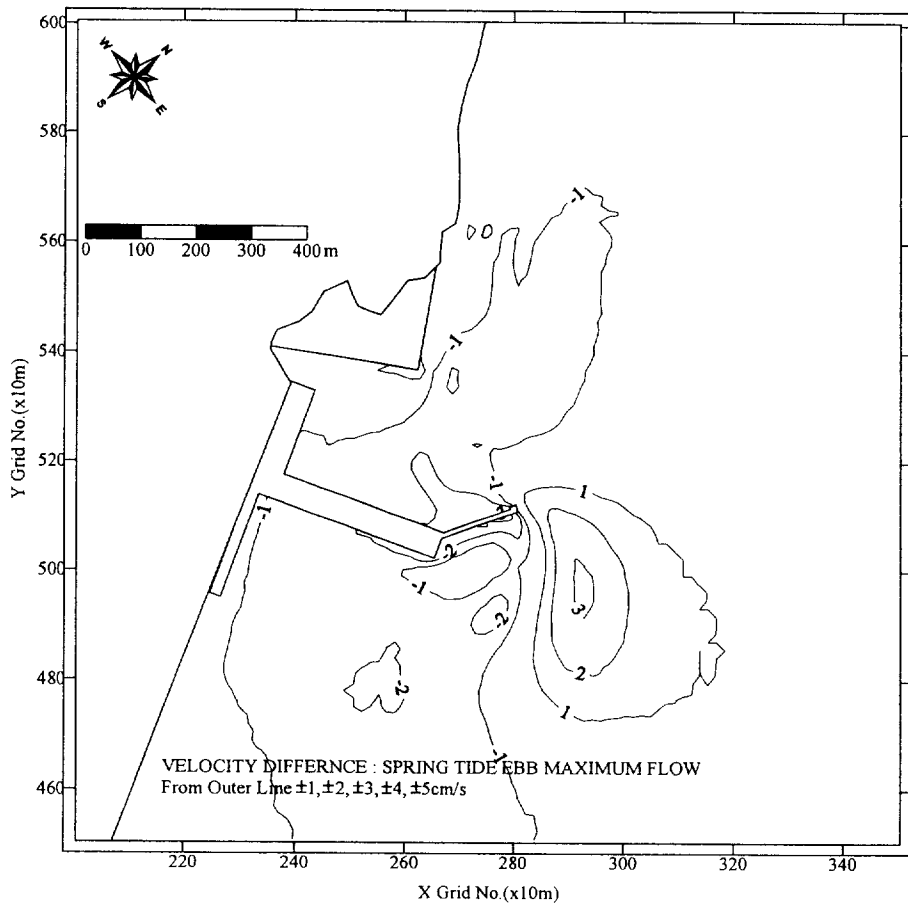 600
580
560
540
520
500
480
460
Y Grid No.(x10m)
W
N
S
E
0 100 200 300 400 m
-1
-1
-1
1
-1
-2
-1
-2
3
-2
2
1
-1
VELOCITY DIFFERNCE : SPRING TIDE EBB MAXIMUM FLOW
From Outer Line ±1, ±2, ±3, ±4, ±5cm/s
220 240 260 280 300 320 340
X Grid No.(x10m)